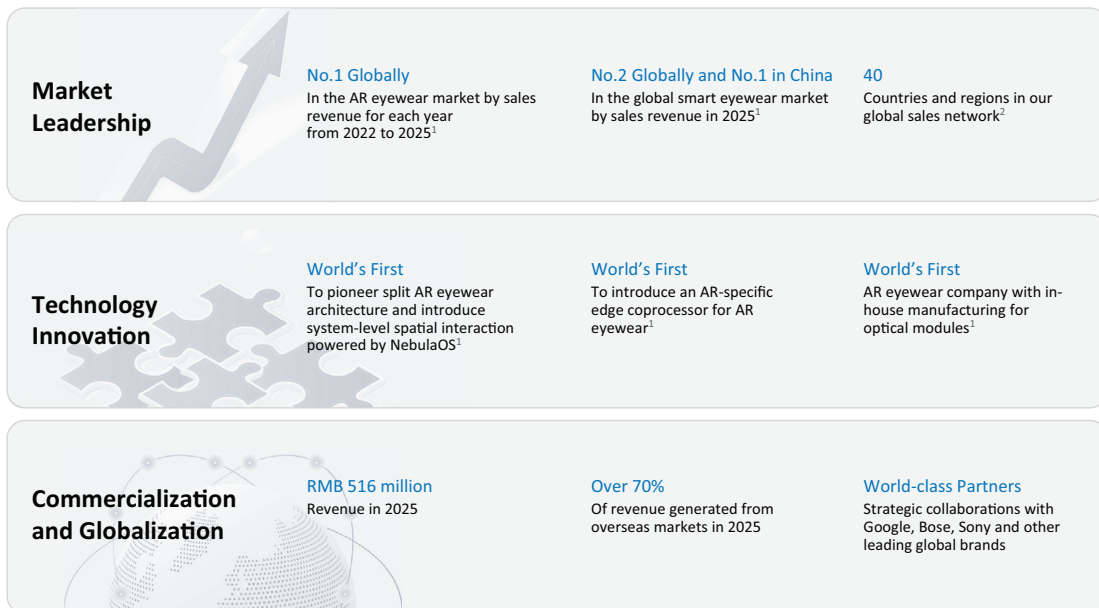 Market
Leadership
No.1 Globally
In the AR eyewear market by sales
revenue for each year
from 2022 to 2025¹
No.2 Globally and No.1 in China
In the global smart eyewear market
by sales revenue in 2025¹
40
Countries and regions in our
global sales network²
Technology
Innovation
World’s First
To pioneer split AR eyewear
architecture and introduce
system-level spatial interaction
powered by NebulaOS¹
World’s First
To introduce an AR-specific
edge coprocessor for AR
eyewear¹
World’s First
AR eyewear company with in-
house manufacturing for
optical modules¹
Commercialization
and Globalization
RMB 516 million
Revenue in 2025
Over 70%
Of revenue generated from
overseas markets in 2025
World-class Partners
Strategic collaborations with
Google, Bose, Sony and other
leading global brands